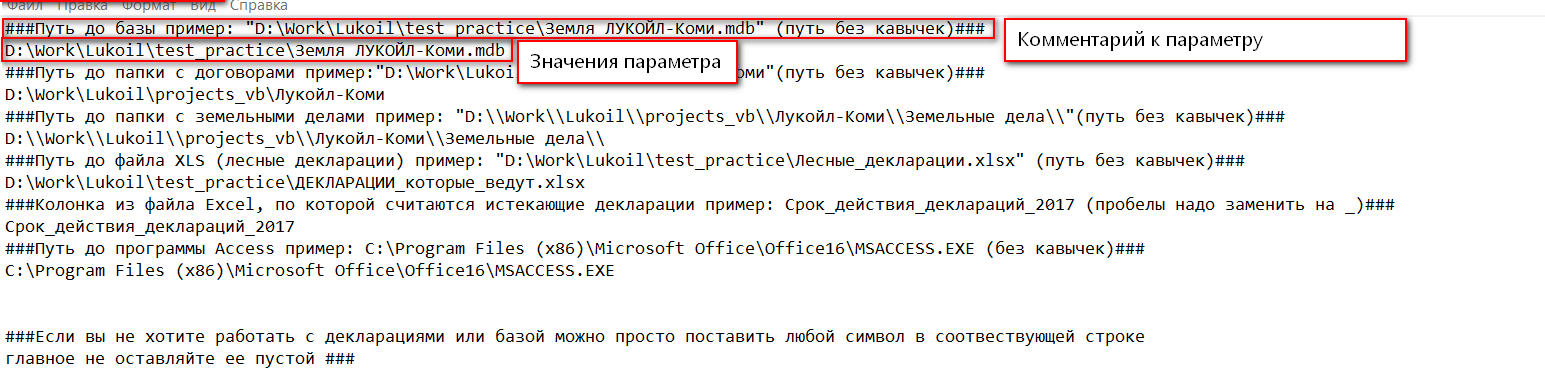 Файл Правка Формат Вид Справка
###Путь до базы пример: "D:\Work\Lukoil\test_practice\Земля ЛУКОЙЛ-Коми.mdb" (путь без кавычек)###
Комментарий к параметру
D:\Work\Lukoil\test_practice\Земля ЛУКОЙЛ-Коми.mdb
Значения параметра
###Путь до папки с договорами пример:"D:\Work\Lukoi оми"(путь без кавычек)###
D:\Work\Lukoil\projects_vb\Лукойл-Коми
###Путь до папки с земельными делами пример: "D:\\Work\\Lukoil\\projects_vb\\Лукойл-Коми\\Земельные дела\\"(путь без кавычек)###
D:\\Work\\Lukoil\\projects_vb\\Лукойл-Коми\\Земельные дела\\
###Путь до файла XLS (лесные декларации) пример: "D:\Work\Lukoil\test_practice\Лесные_декларации.xlsx" (путь без кавычек)###
D:\Work\Lukoil\test_practice\ДЕКЛАРАЦИИ_которые_ведут.xlsx
###Колонка из файла Excel, по которой считаются истекающие декларации пример: Срок_действия_деклараций_2017 (пробелы надо заменить на _)###
Срок_действия_деклараций_2017
###Путь до программы Access пример: C:\Program Files (x86)\Microsoft Office\Office16\MSACCESS.EXE (без кавычек)###
C:\Program Files (x86)\Microsoft Office\Office16\MSACCESS.EXE
###Если вы не хотите работать с декларациями или базой можно просто поставить любой символ в соотвествующей строке
главное не оставляйте ее пустой ###